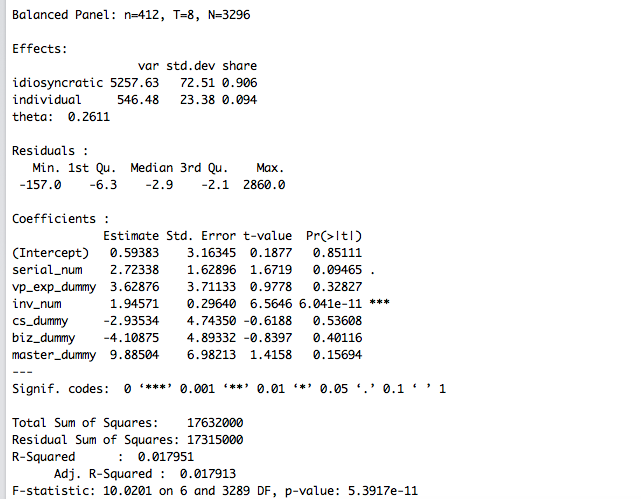 Balanced Panel: n=412, T=8, N=3296
Effects:
var std.dev share
idiosyncratic 5257.63 72.51 0.906
individual 546.48 23.38 0.094
theta: 0.2611
Residuals :
Min. 1st Qu. Median 3rd Qu. Max.
-157.0 -6.3 -2.9 -2.1 2860.0
Coefficients :
Estimate Std. Error t-value Pr(>|t|)
(Intercept) 0.59383 3.16345 0.1877 0.85111
serial_num 2.72338 1.62896 1.6719 0.09465 .
vp_exp_dummy 3.62876 3.71133 0.9778 0.32827
inv_num 1.94571 0.29640 6.5646 6.041e-11 ***
cs_dummy -2.93534 4.74350 -0.6188 0.53608
biz_dummy -4.10875 4.89332 -0.8397 0.40116
master_dummy 9.88504 6.98213 1.4158 0.15694
---
Signif. codes: 0 ‘***’ 0.001 ‘**’ 0.01 ‘*’ 0.05 ‘.’ 0.1 ‘ ’ 1
Total Sum of Squares: 17632000
Residual Sum of Squares: 17315000
R-Squared : 0.017951
Adj. R-Squared : 0.017913
F-statistic: 10.0201 on 6 and 3289 DF, p-value: 5.3917e-11